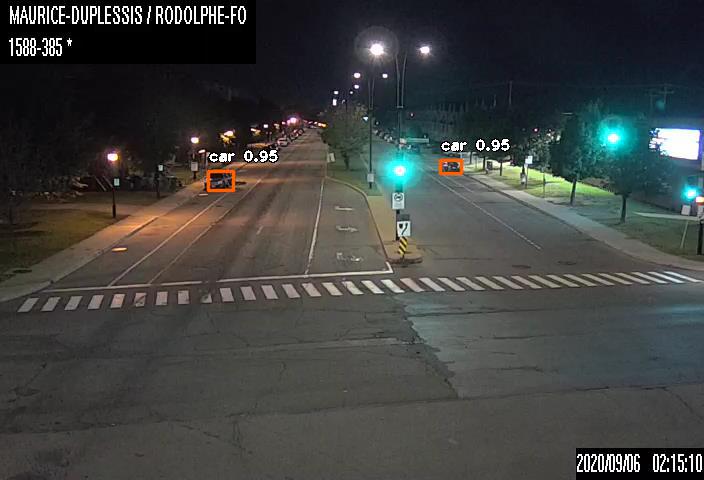 MAURICE-DUPLESSIS / RODOLPHE-FO
1588-385 *
car 0.95
car 0.95
2020/09/06 02:15:10